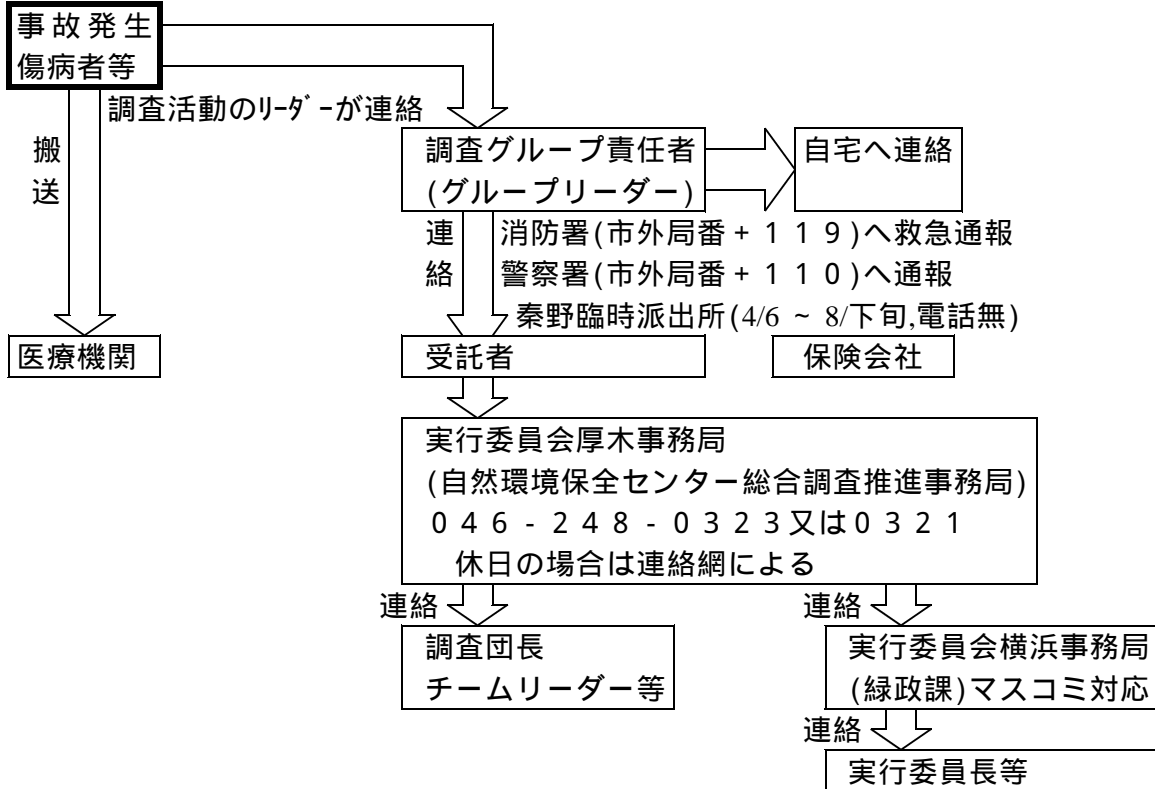 事故発生
傷病者等
調査活動のﾘｰﾀﾞｰが連絡
搬送
調査グループ責任者
(グループリーダー)
自宅へ連絡
連絡
消防署(市外局番+119)へ救急通報
警察署(市外局番+110)へ通報
秦野臨時派出所(4/6 ~ 8/下旬,電話無)
医療機関
受託者
保険会社
実行委員会厚木事務局
(自然環境保全センター総合調査推進事務局)
046-248-0323又は0321
休日の場合は連絡網による
連絡
連絡
調査団長
チームリーダー等
実行委員会横浜事務局
(緑政課)マスコミ対応
連絡
実行委員長等